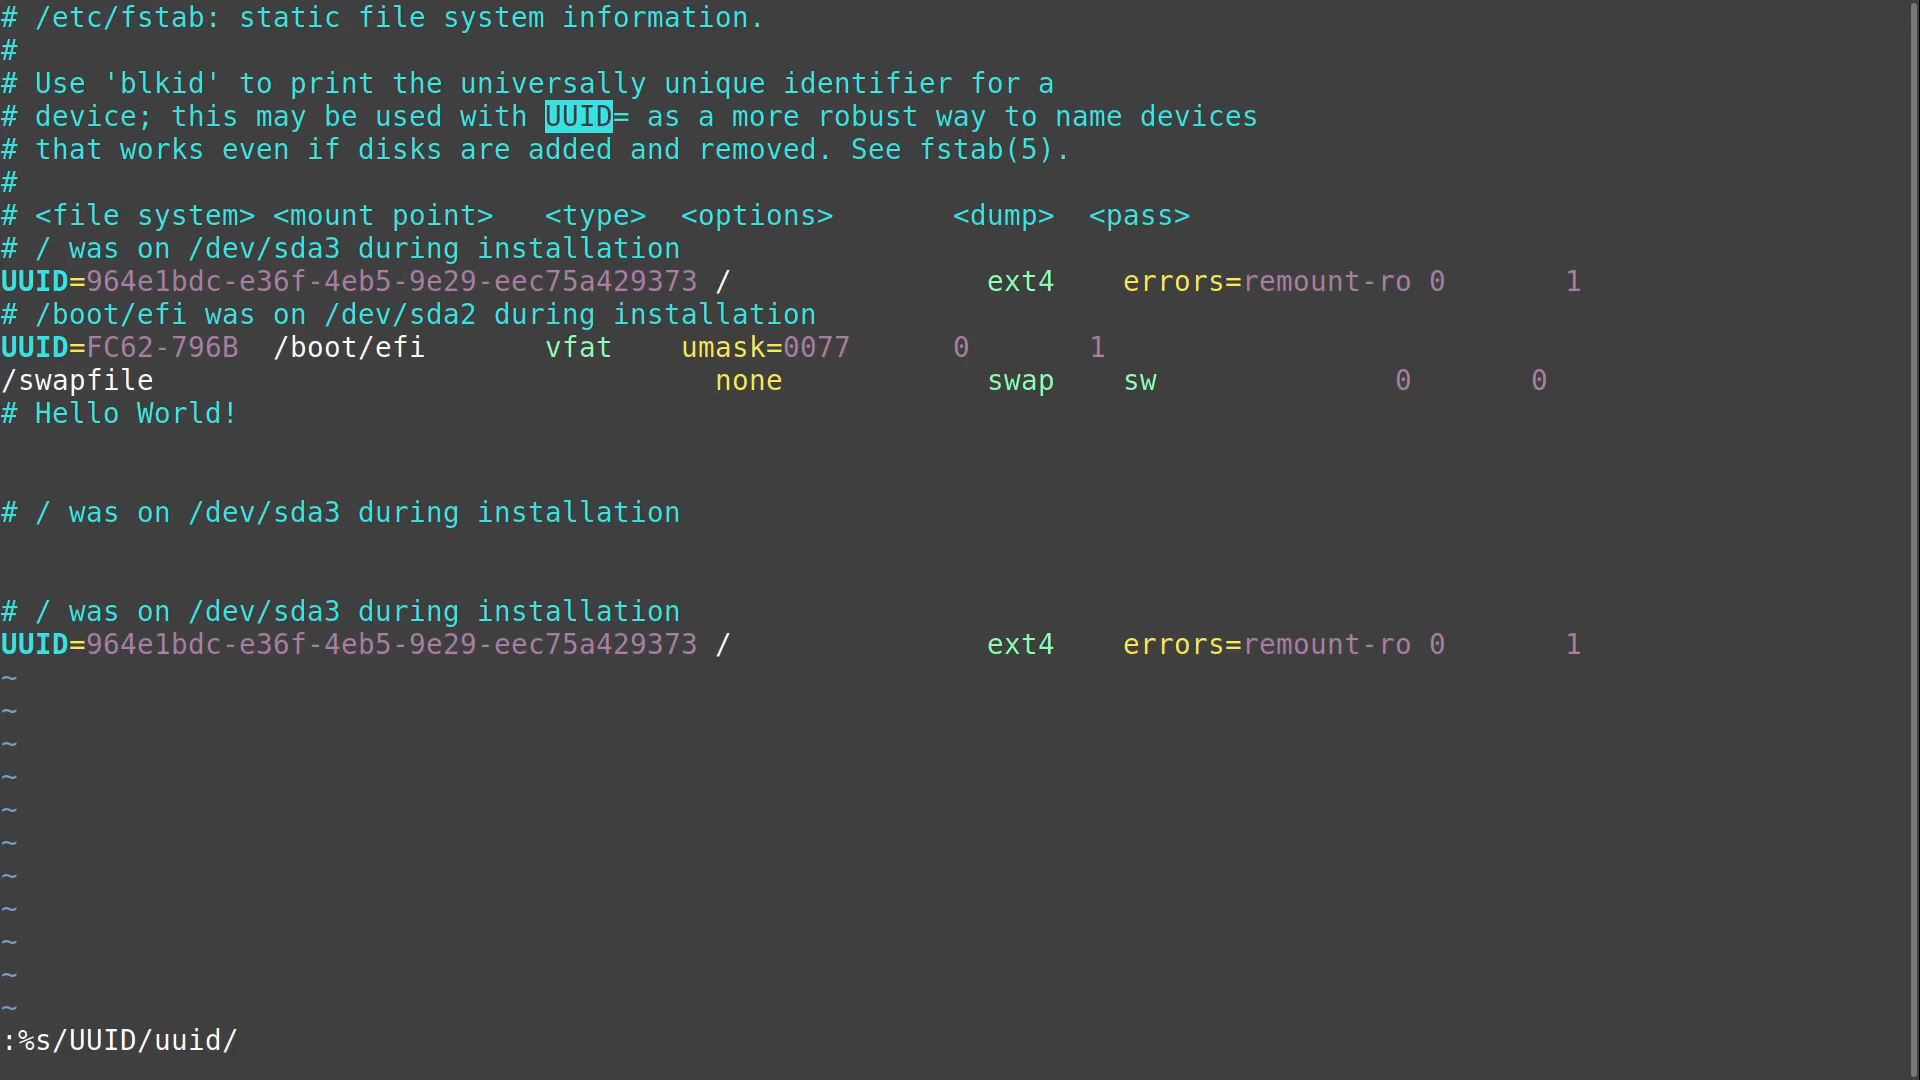 # /etc/fstab: static file system information.
#
# Use 'blkid' to print the universally unique identifier for a
# device; this may be used with UUID= as a more robust way to name devices
# that works even if disks are added and removed. See fstab(5).
#
# <file system> <mount point>   <type>  <options>       <dump>  <pass>
# / was on /dev/sda3 during installation
UUID=964e1bdc-e36f-4eb5-9e29-eec75a429373 /               ext4    errors=remount-ro 0       1
# /boot/efi was on /dev/sda2 during installation
UUID=FC62-796B  /boot/efi       vfat    umask=0077      0       1
/swapfile                                 none            swap    sw              0       0
# Hello World!
# / was on /dev/sda3 during installation
# / was on /dev/sda3 during installation
UUID=964e1bdc-e36f-4eb5-9e29-eec75a429373 /               ext4    errors=remount-ro 0       1
~
~
~
~
~
~
~
~
~
~
~
:%s/UUID/uuid/